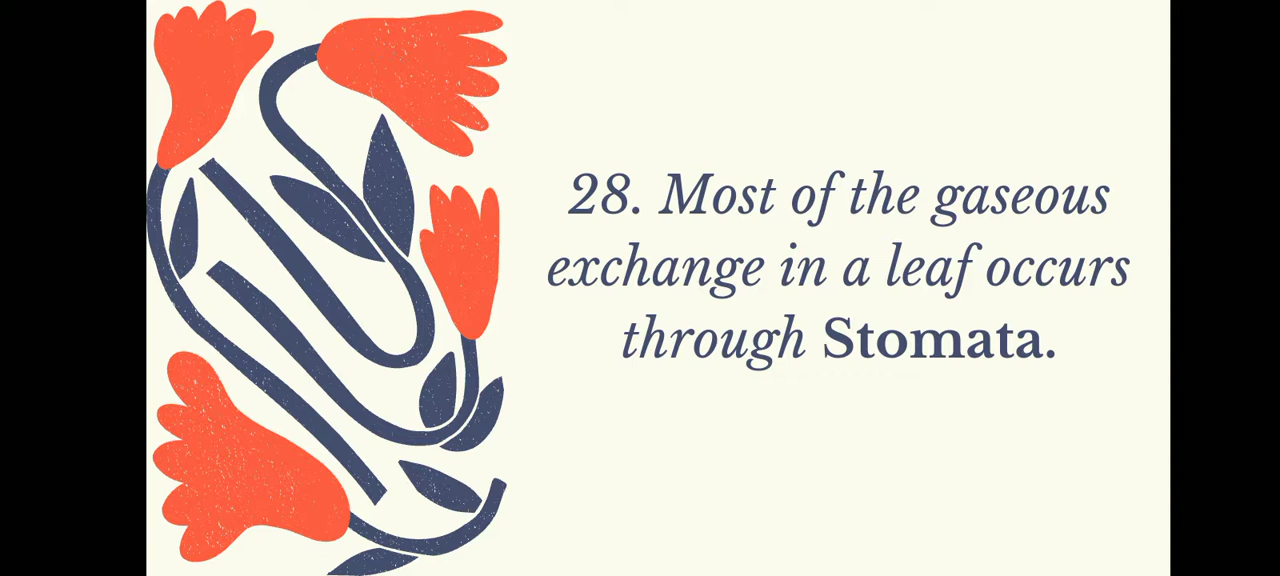 28. Most of the gaseous
exchange in a leaf occurs
through Stomata.